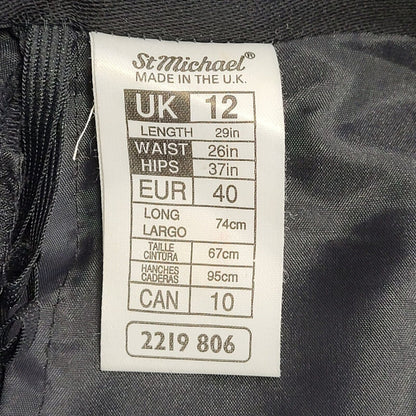 St Michael®
MADE IN THE U.K.
UK 12
LENGTH 29in
WAIST 26in
HIPS 37in
EUR 40
LONG
LARGO 74cm
TAILLE
CINTURA 67cm
HANCHES
CADERAS 95cm
CAN 10
2219 806